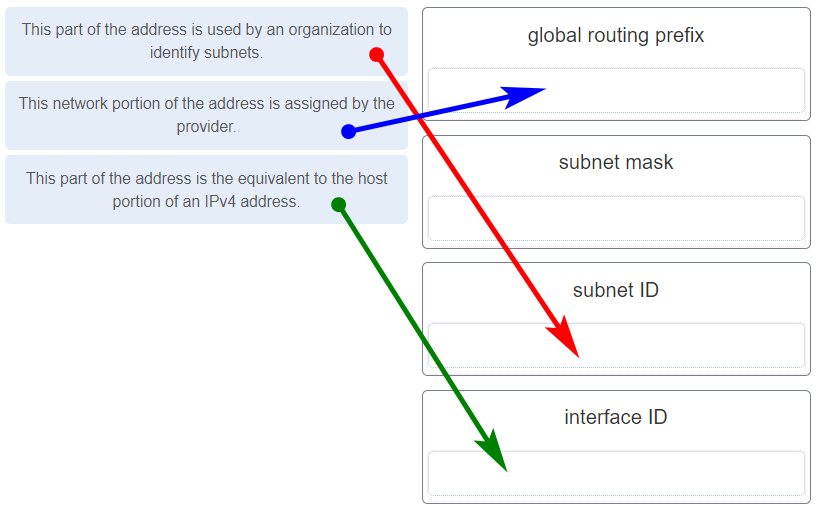 This part of the address is used by an organization to
identify subnets.
This network portion of the address is assigned by the
provider.
This part of the address is the equivalent to the host
portion of an IPv4 address.
global routing prefix
subnet mask
subnet ID
interface ID